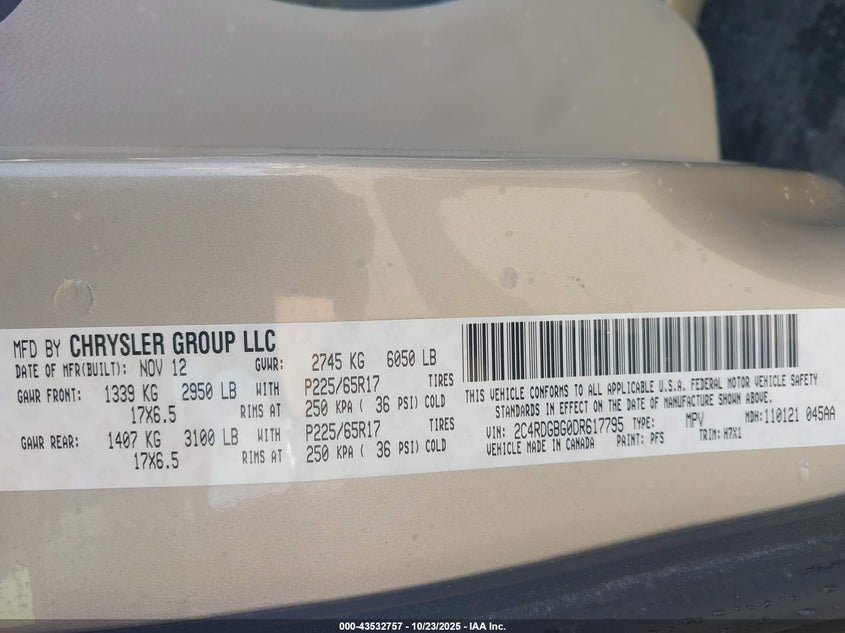 MFD BY CHRYSLER GROUP LLC
DATE OF MFR(BUILT): NOV 12 GVWR: 2745 KG 6050 LB
GAWR FRONT: 1339 KG 2950 LB WITH P225/65R17 TIRES
17X6.5 RIMS AT 250 KPA ( 36 PSI) COLD
GAWR REAR: 1407 KG 3100 LB WITH P225/65R17 TIRES
17X6.5 RIMS AT 250 KPA ( 36 PSI) COLD
THIS VEHICLE CONFORMS TO ALL APPLICABLE U.S.A. FEDERAL MOTOR VEHICLE SAFETY
STANDARDS IN EFFECT ON THE DATE OF MANUFACTURE SHOWN ABOVE.
VIN: 2C4RDGBG0DR617795 TYPE: MPV MDH: 110121 045AA
VEHICLE MADE IN CANADA PAINT: PFS TRIM: H7X1
000-43532757 - 10/23/2025 - IAA Inc.